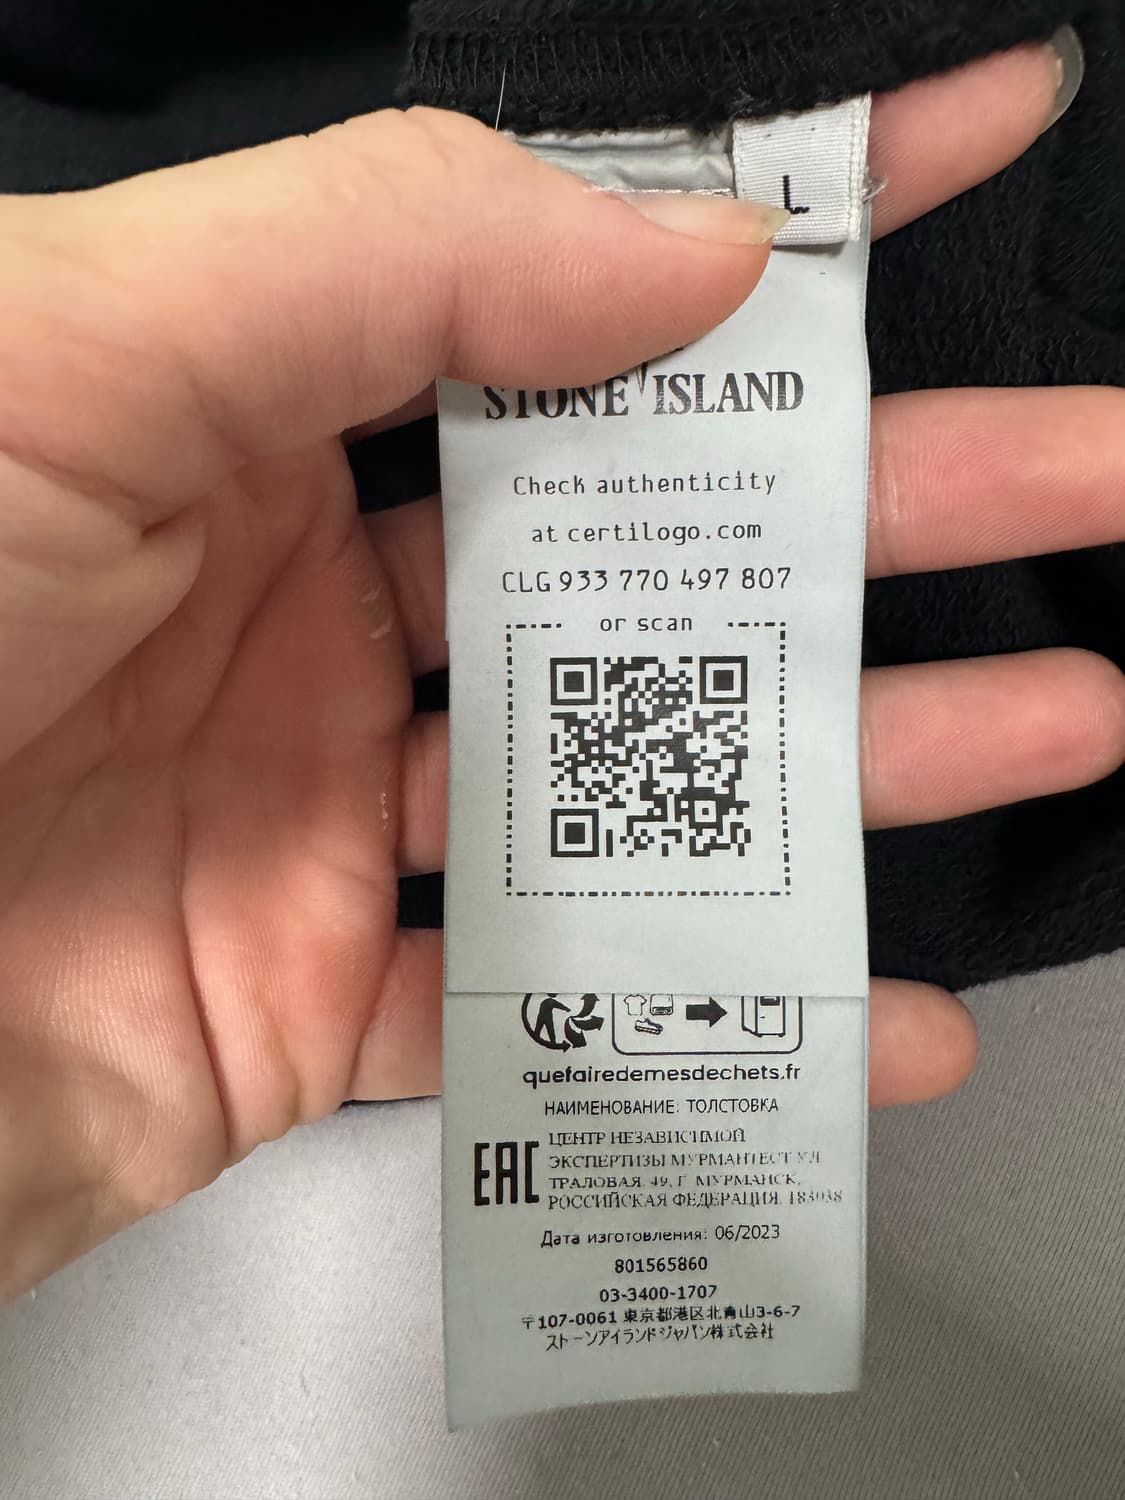 L
STONE ISLAND
Check authenticity
at certilogo.com
CLG 933 770 497 807
or scan
quefairedemesdechets.fr
НАИМЕНОВАНИЕ: ТОЛСТОВКА
EAC
ЦЕНТР НЕЗАВИСИМОЙ
ЭКСПЕРТИЗЫ МУРМАНТЕСТ УЛ
ТРАЛОВАЯ, 49, Г. МУРМАНСК,
РОССИЙСКАЯ ФЕДЕРАЦИЯ, 183038
Дата изготовления: 06/2023
801565860
03-3400-1707
〒107-0061 東京都港区北青山3-6-7
ストーンアイランドジャパン株式会社